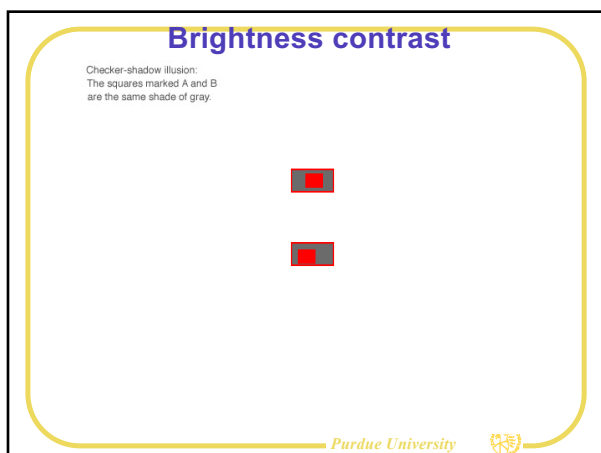 Brightness contrast
Checker-shadow illusion:
The squares marked A and B
are the same shade of gray.
Purdue University